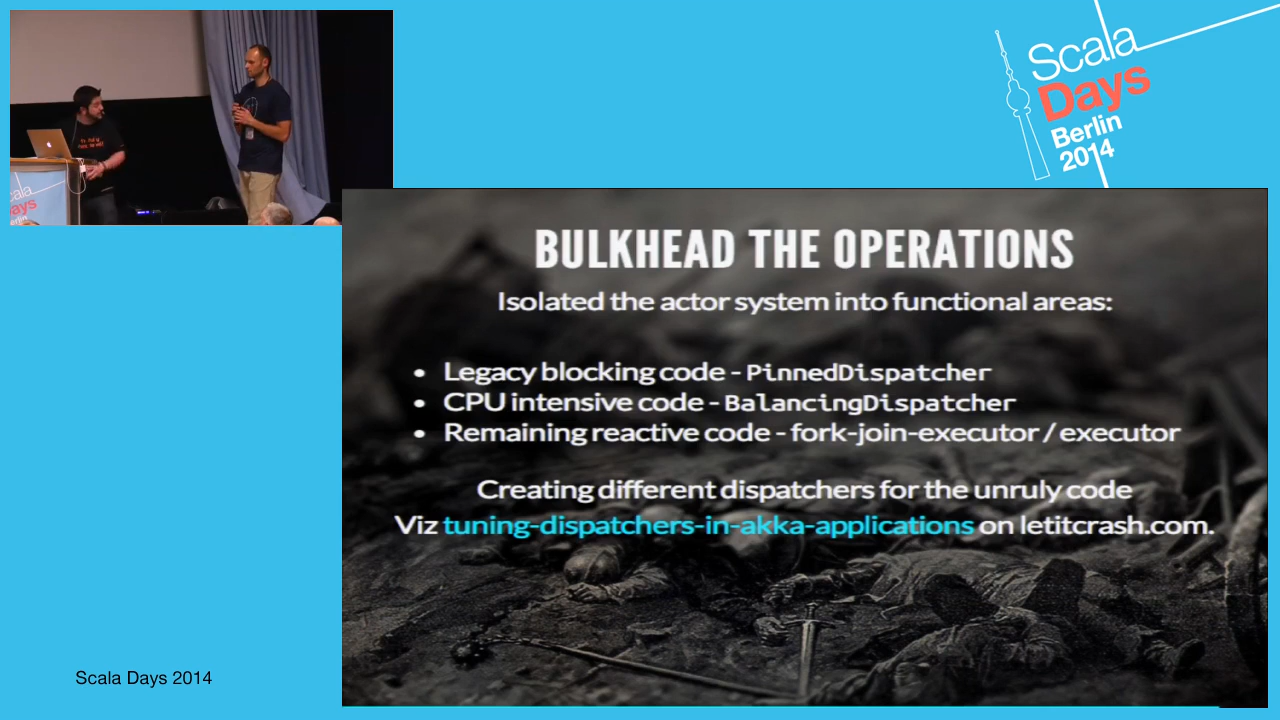 Scala
Days
Berlin
2014
BULKHEAD THE OPERATIONS
Isolated the actor system into functional areas:
• Legacy blocking code - PinnedDispatcher
• CPU intensive code - BalancingDispatcher
• Remaining reactive code - fork-join-executor / executor
Creating different dispatchers for the unruly code
Viz tuning-dispatchers-in-akka-applications on letitcrash.com.
Scala Days 2014